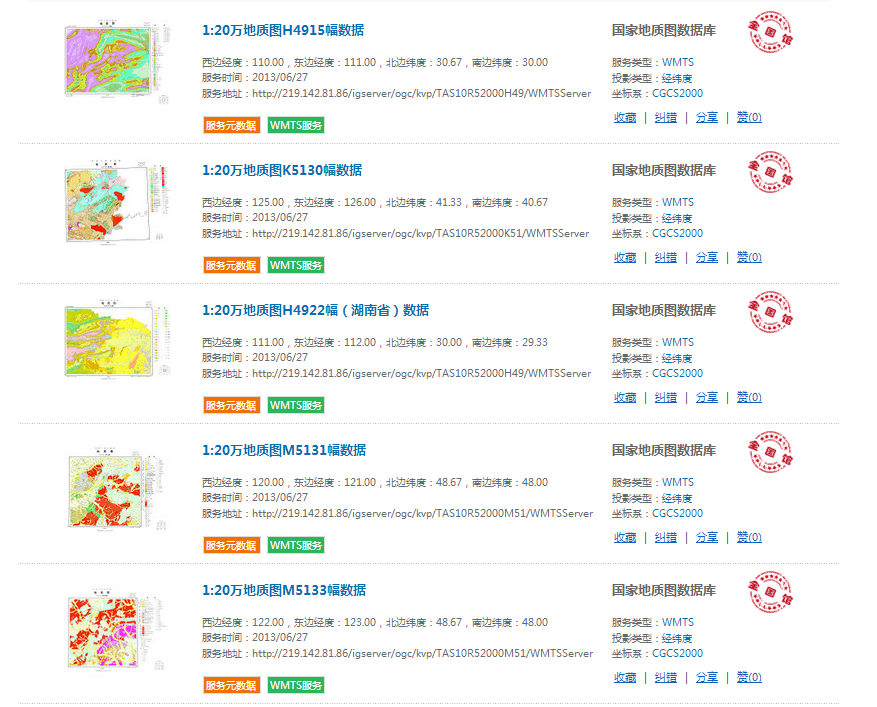 1:20万地质图H4915幅数据
国家地质图数据库
西边经度：110.00，东边经度：111.00，北边纬度：30.67，南边纬度：30.00
服务时间：2013/06/27
服务地址：http://219.142.81.86/igserver/ogc/kvp/TAS10R52000H49/WMTSServer
服务类型：WMTS
投影类型：经纬度
坐标系：CGCS2000
服务元数据 WMTS服务
收藏 | 纠错 | 分享 | 赞(0)
全国馆
1:20万地质图K5130幅数据
国家地质图数据库
西边经度：125.00，东边经度：126.00，北边纬度：41.33，南边纬度：40.67
服务时间：2013/06/27
服务地址：http://219.142.81.86/igserver/ogc/kvp/TAS10R52000K51/WMTSServer
服务类型：WMTS
投影类型：经纬度
坐标系：CGCS2000
服务元数据 WMTS服务
收藏 | 纠错 | 分享 | 赞(0)
全国馆
1:20万地质图H4922幅（湖南省）数据
国家地质图数据库
西边经度：111.00，东边经度：112.00，北边纬度：30.00，南边纬度：29.33
服务时间：2013/06/27
服务地址：http://219.142.81.86/igserver/ogc/kvp/TAS10R52000H49/WMTSServer
服务类型：WMTS
投影类型：经纬度
坐标系：CGCS2000
服务元数据 WMTS服务
收藏 | 纠错 | 分享 | 赞(0)
全国馆
1:20万地质图M5131幅数据
国家地质图数据库
西边经度：120.00，东边经度：121.00，北边纬度：48.67，南边纬度：48.00
服务时间：2013/06/27
服务地址：http://219.142.81.86/igserver/ogc/kvp/TAS10R52000M51/WMTSServer
服务类型：WMTS
投影类型：经纬度
坐标系：CGCS2000
服务元数据 WMTS服务
收藏 | 纠错 | 分享 | 赞(0)
全国馆
1:20万地质图M5133幅数据
国家地质图数据库
西边经度：122.00，东边经度：123.00，北边纬度：48.67，南边纬度：48.00
服务时间：2013/06/27
服务地址：http://219.142.81.86/igserver/ogc/kvp/TAS10R52000M51/WMTSServer
服务类型：WMTS
投影类型：经纬度
坐标系：CGCS2000
服务元数据 WMTS服务
收藏 | 纠错 | 分享 | 赞(0)
全国馆